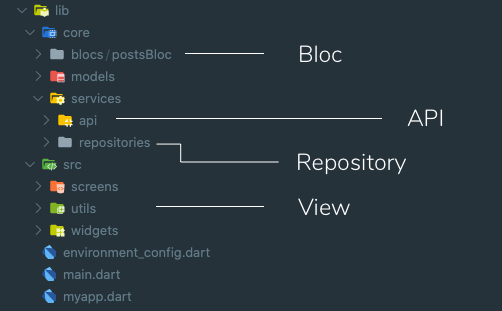 lib
core
blocs/postsBloc
Bloc
models
services
api
API
repositories
Repository
src
screens
utils
View
widgets
environment_config.dart
main.dart
myapp.dart